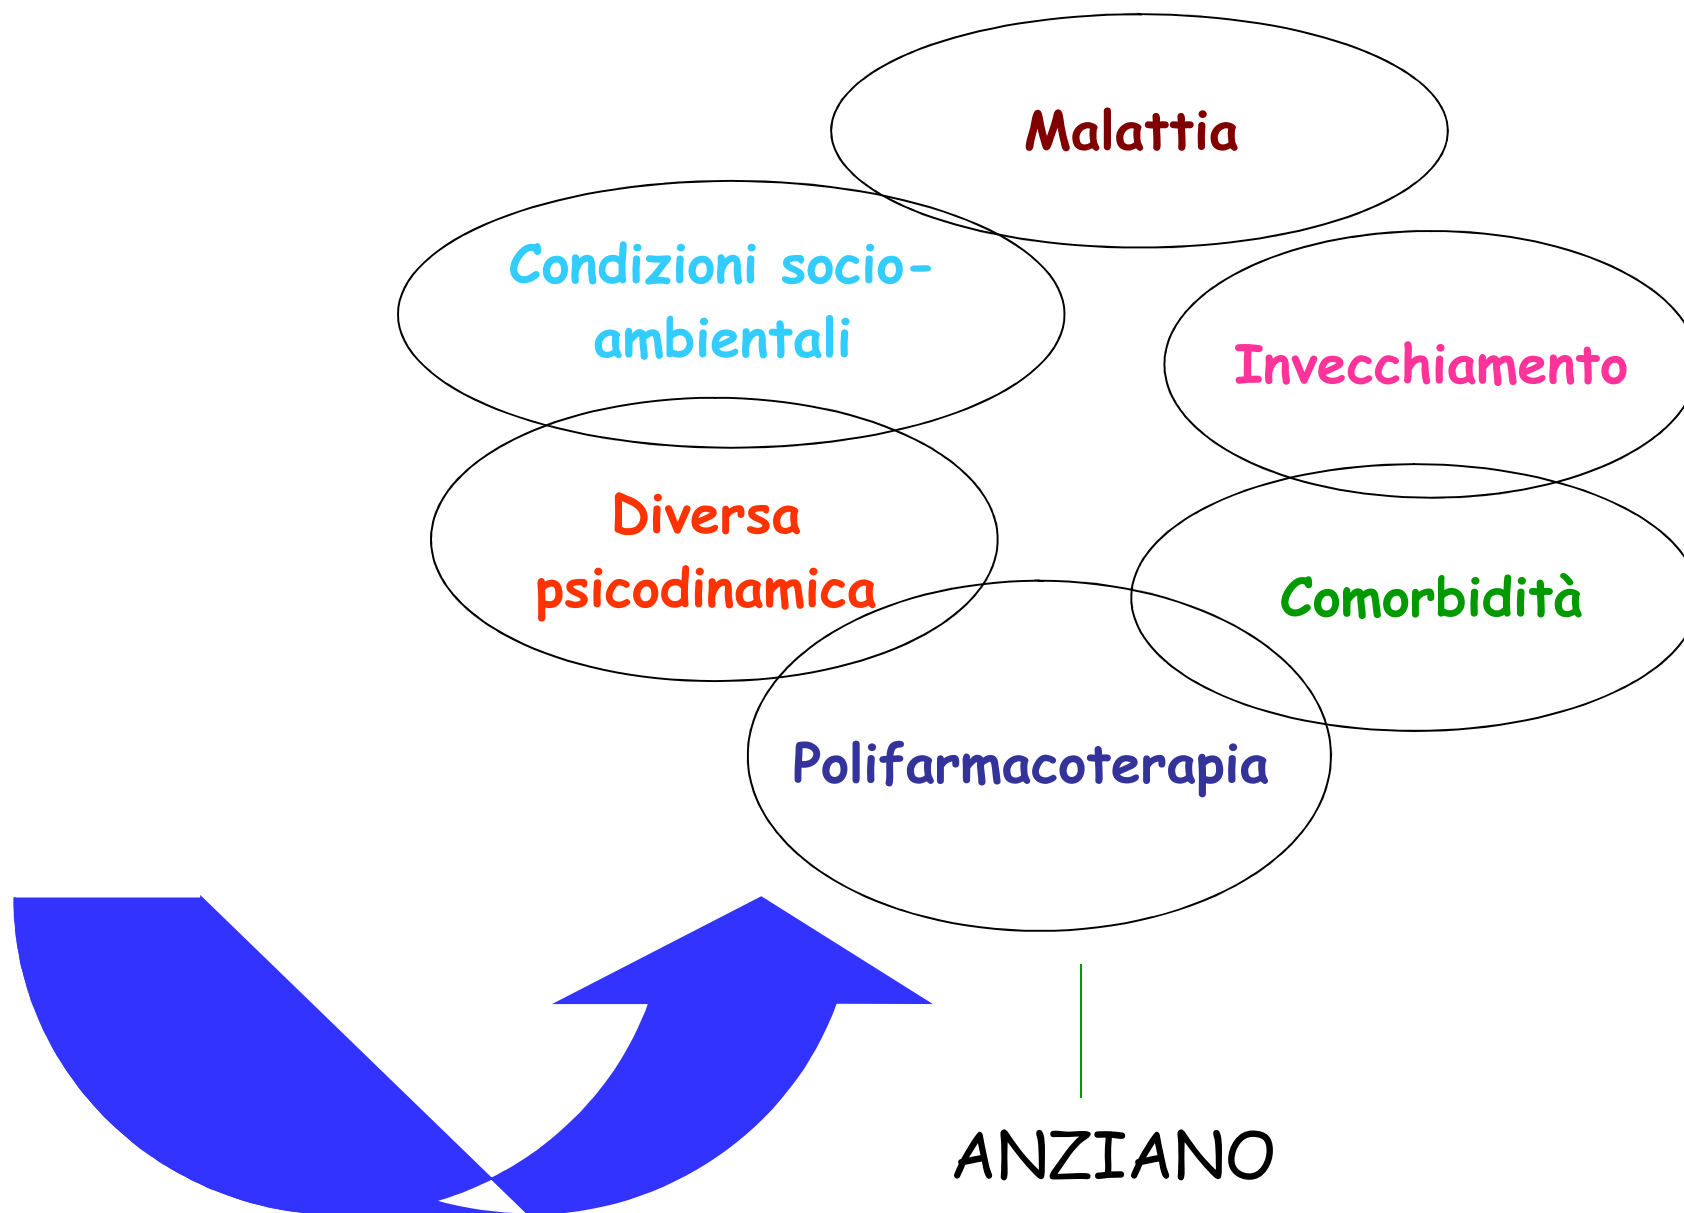 Malattia
Condizioni socio-
ambientali
Invecchiamento
Diversa
psicodinamica
Comorbidità
Polifarmacoterapia
ANZIANO